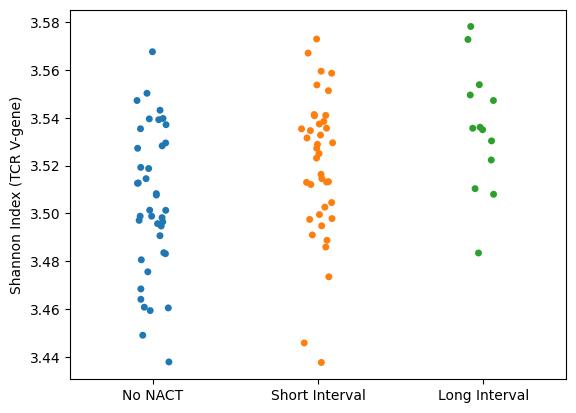 Shannon Index (TCR V-gene)
3.58
3.56
3.54
3.52
3.50
3.48
3.46
3.44
No NACT
Short Interval
Long Interval